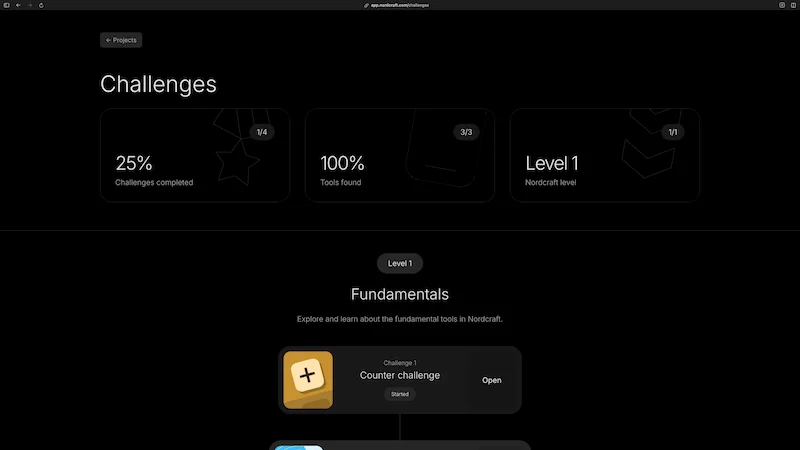 app.nordcraft.com/challenges
← Projects
Challenges
1/4
25%
Challenges completed
3/3
100%
Tools found
1/1
Level 1
Nordcraft level
Level 1
Fundamentals
Explore and learn about the fundamental tools in Nordcraft.
Challenge 1
Counter challenge
Started
Open